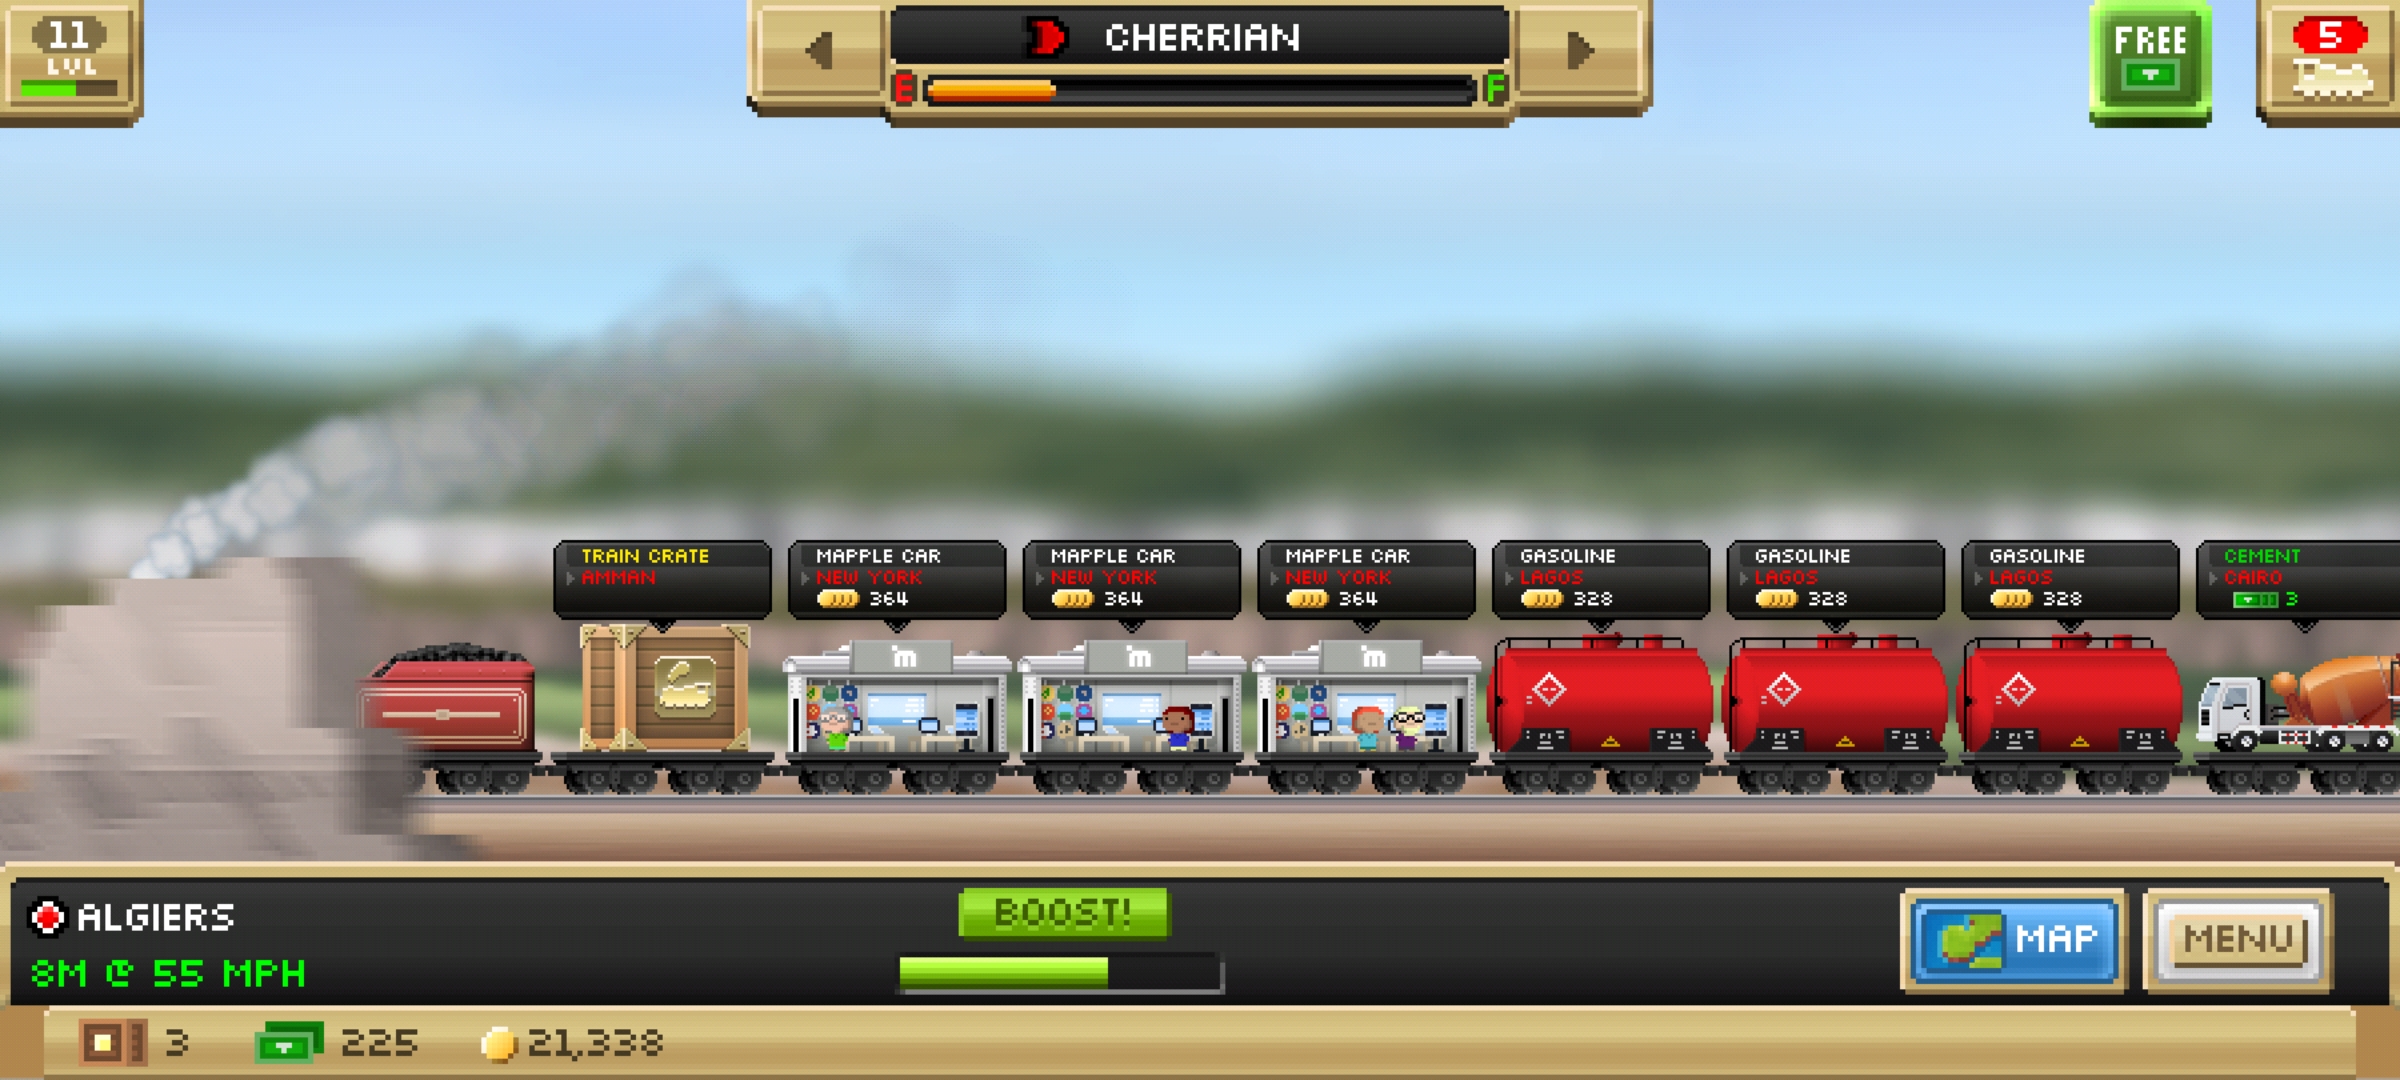 11
LVL
CHERRIAN
E
F
FREE
5
TRAIN CRATE
AMMAN
MAPPLE CAR
NEW YORK
364
MAPPLE CAR
NEW YORK
364
MAPPLE CAR
NEW YORK
364
GASOLINE
LAGOS
328
GASOLINE
LAGOS
328
GASOLINE
LAGOS
328
CEMENT
CAIRO
3
m
m
m
ALGIERS
8M @ 55 MPH
BOOST!
MAP
MENU
3
225
21,338